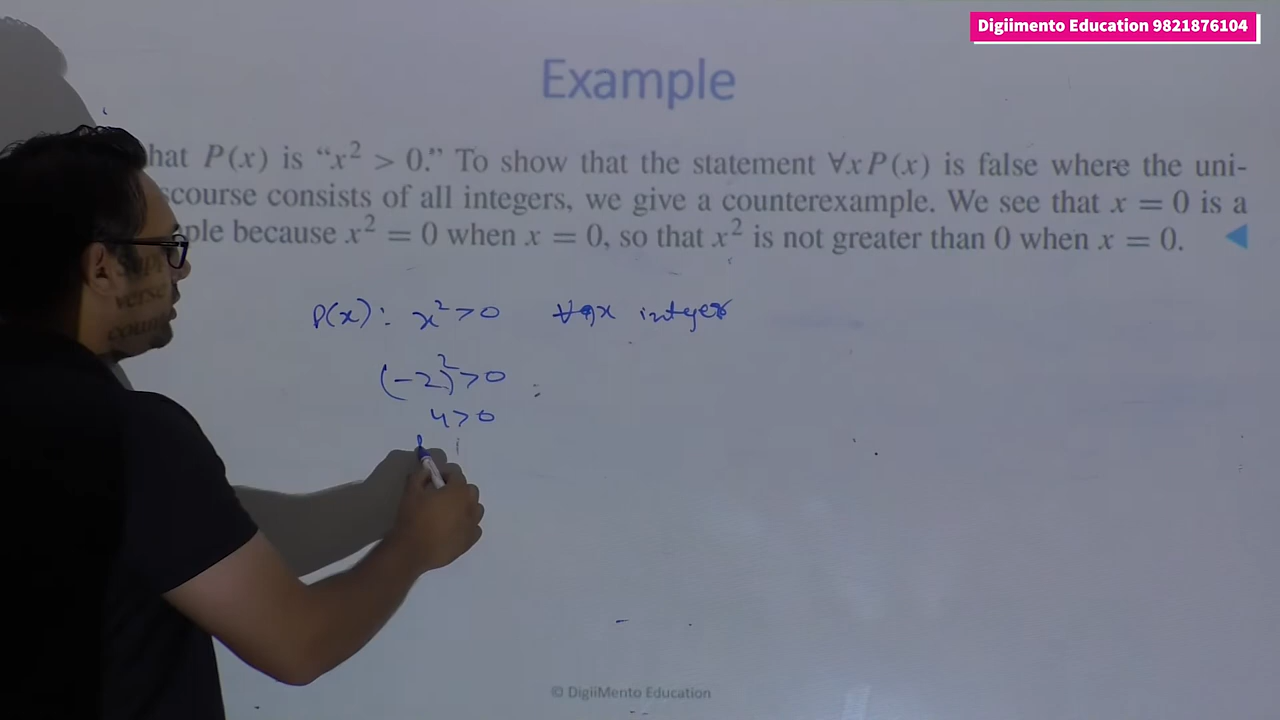 Digiimento Education 9821876104
Example
hat P(x) is “x² > 0.” To show that the statement ∀xP(x) is false where the uni-
course consists of all integers, we give a counterexample. We see that x = 0 is a
ple because x² = 0 when x = 0, so that x² is not greater than 0 when x = 0.
P(x): x² > 0 ∀ x integer
(-2)² > 0
4 > 0
© DigiiMento Education